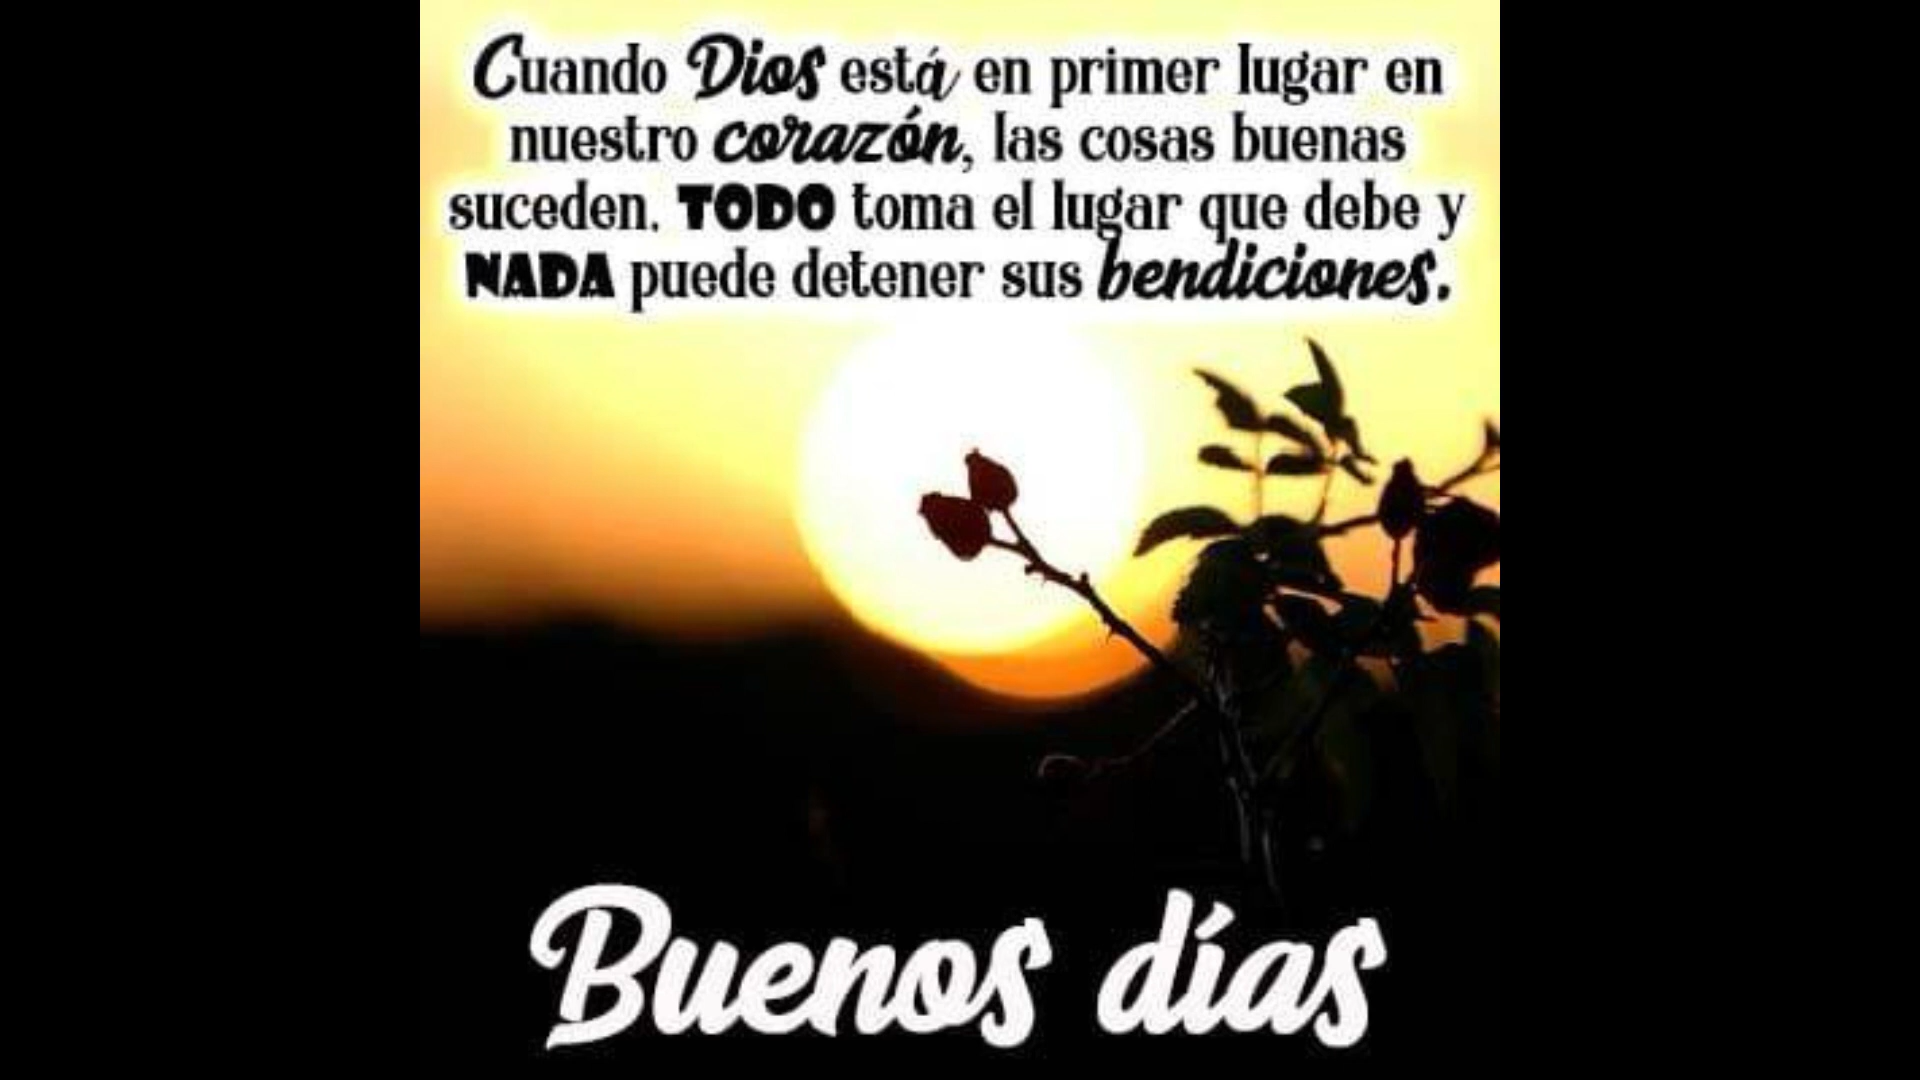 Cuando Dios está en primer lugar en
nuestro corazón, las cosas buenas
suceden. TODO toma el lugar que debe y
NADA puede detener sus bendiciones.
Buenos días